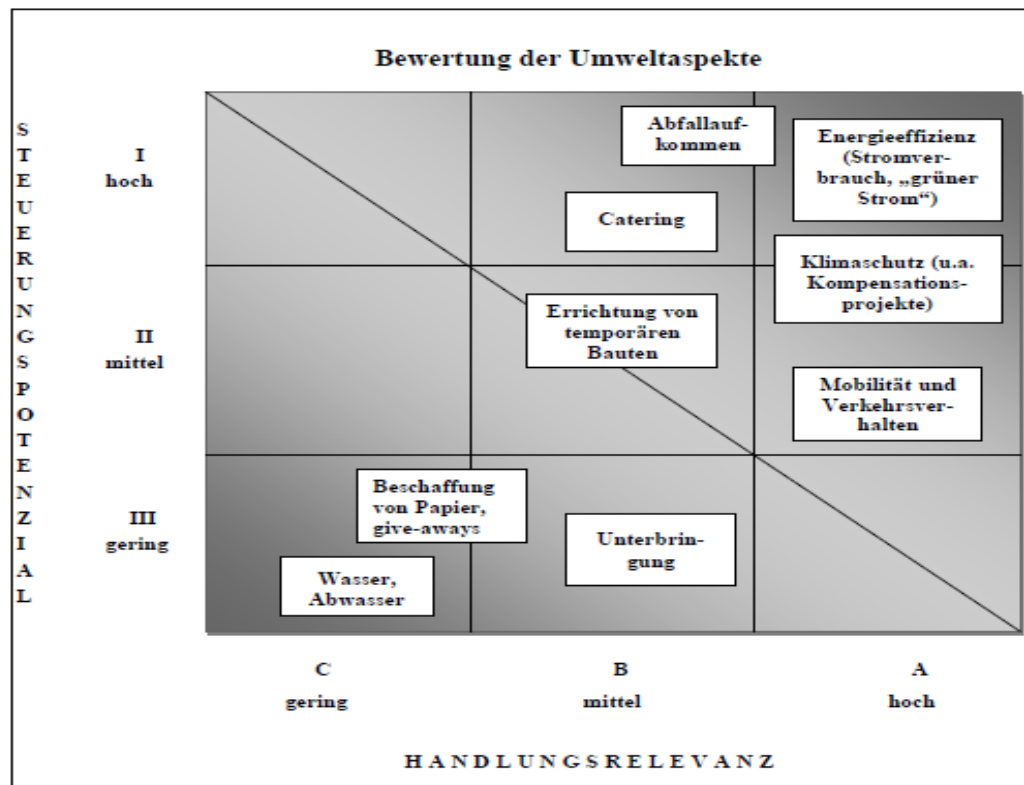 Bewertung der Umweltaspekte
STEUERUNGSPOTENZIAL
I
hoch
II
mittel
III
gering
Abfallauf-
kommen
Energieeffizienz
(Stromver-
brauch, „grüner
Strom“)
Catering
Klimaschutz (u.a.
Kompensations-
projekte)
Errichtung von
temporären
Bauten
Mobilität und
Verkehrsver-
halten
Beschaffung
von Papier,
give-aways
Unterbrin-
gung
Wasser,
Abwasser
C
gering
B
mittel
A
hoch
HANDLUNGSRELEVANZ